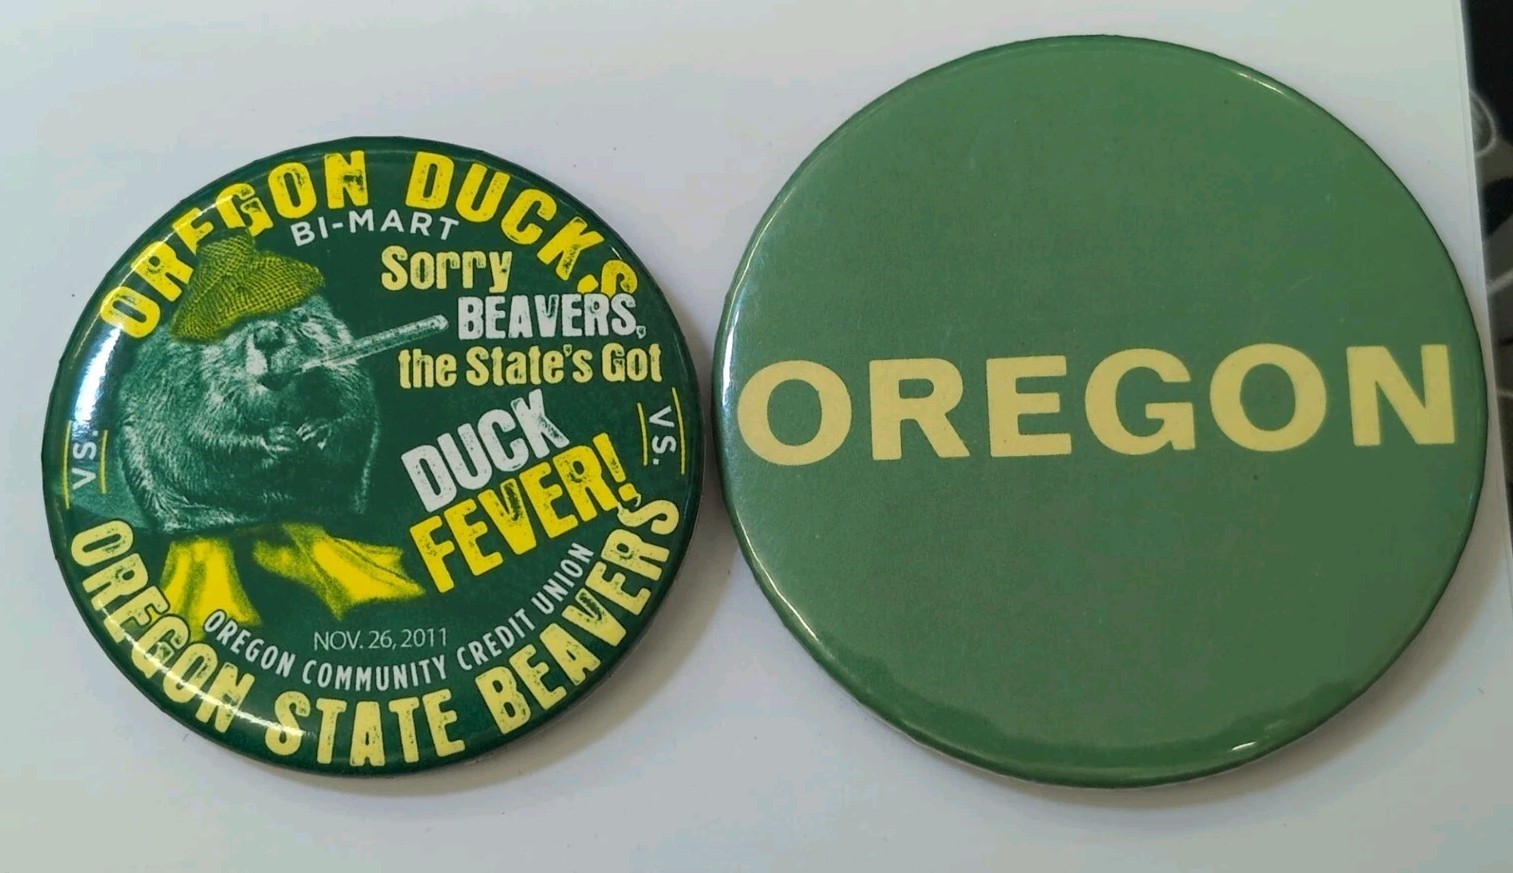 OREGON DUCKS
BI-MART
Sorry
BEAVERS,
the State's Got
DUCK
FEVER!
VS.
VS.
NOV. 26, 2011
OREGON COMMUNITY CREDIT UNION
OREGON STATE BEAVERS
OREGON